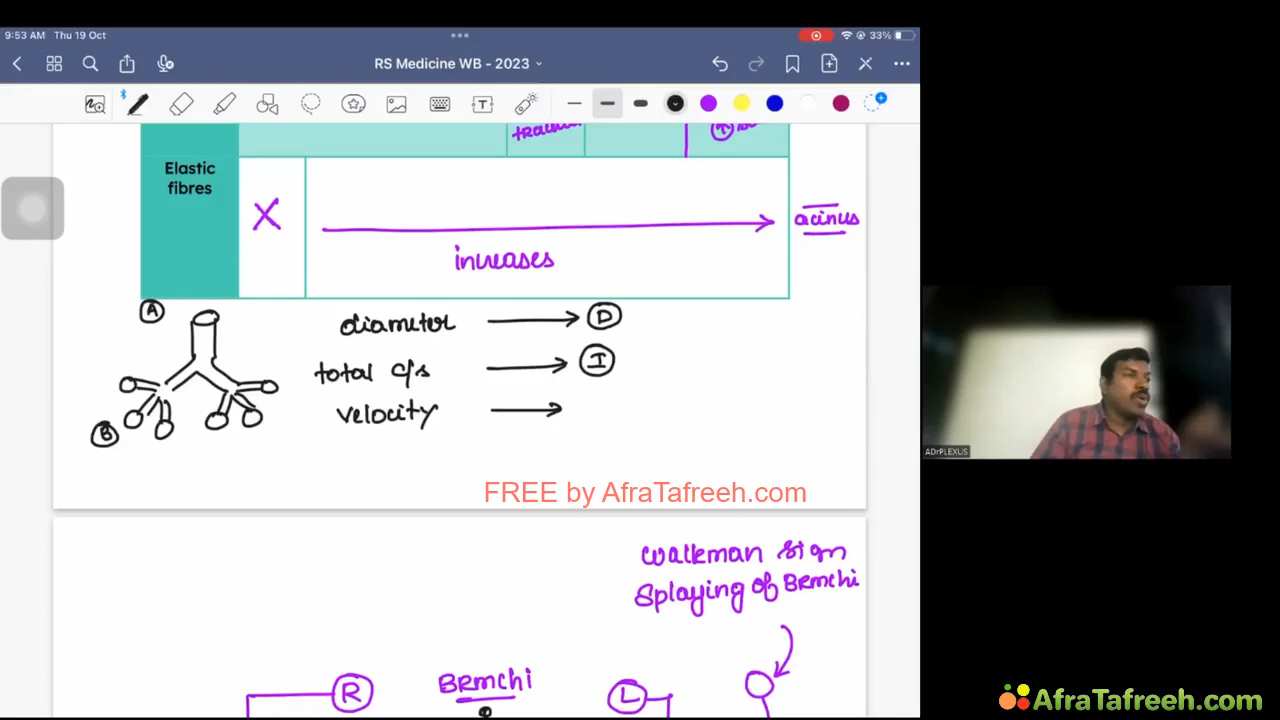 9:53 AM Thu 19 Oct
33%
RS Medicine WB - 2023
T
Elastic
fibres
X
increases
acinus
A
B
diameter → D
total c/s → I
velocity →
ADrPLEXUS
FREE by AfraTafreeh.com
Walkman sign
Splaying of Bronchi
R
Bronchi
L
AfraTafreeh.com